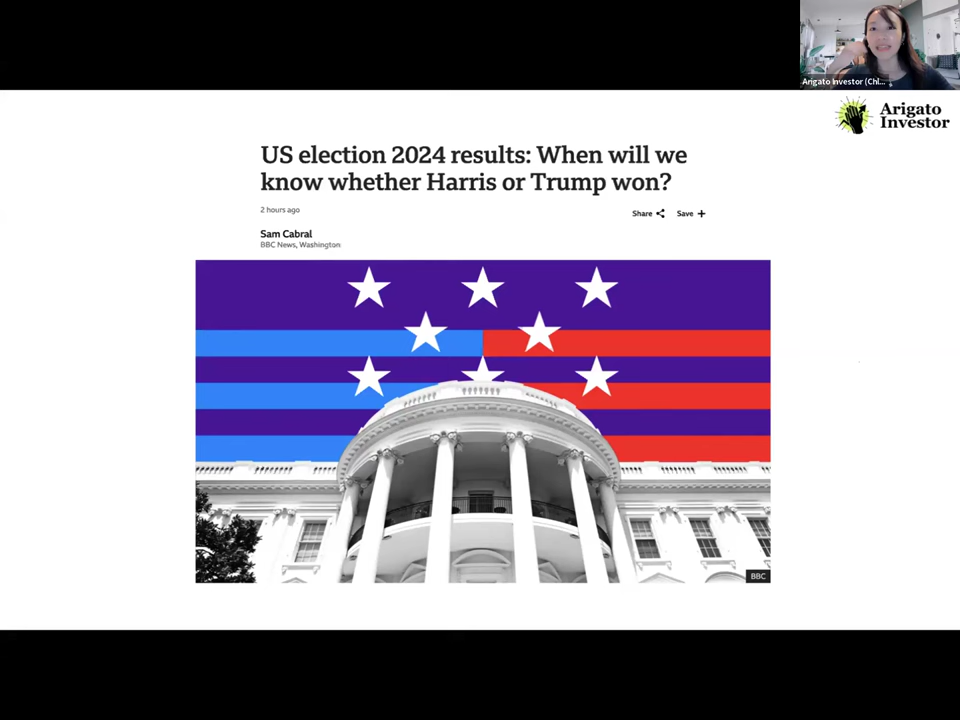 Arigato Investor (Chl...
Arigato
Investor
US election 2024 results: When will we
know whether Harris or Trump won?
2 hours ago
Share
Save
Sam Cabral
BBC News, Washington
BBC